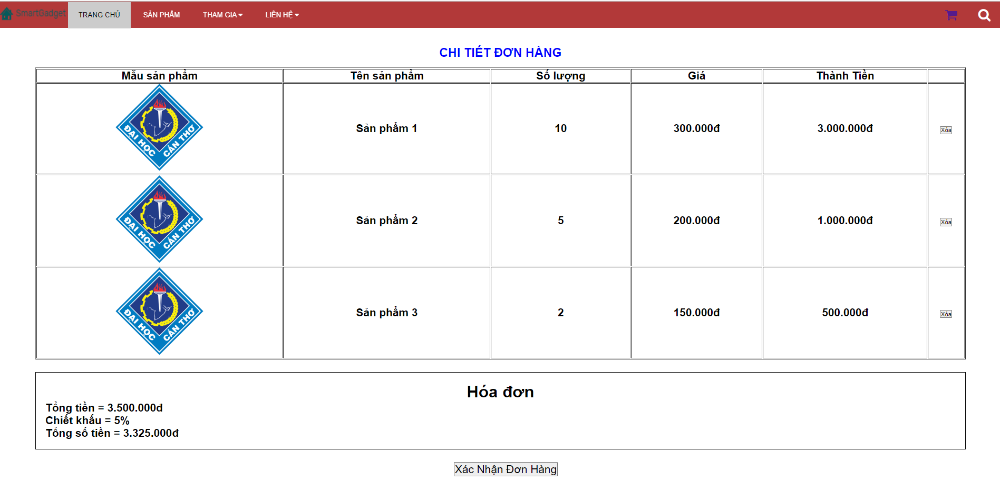 SmartGadget TRANG CHỦ SẢN PHẨM THAM GIA LIÊN HỆ
CHI TIẾT ĐƠN HÀNG
Mẫu sản phẩm Tên sản phẩm Số lượng Giá Thành Tiền
ĐẠI HỌC CẦN THƠ
Sản phẩm 1 10 300.000đ 3.000.000đ Xóa
ĐẠI HỌC CẦN THƠ
Sản phẩm 2 5 200.000đ 1.000.000đ Xóa
ĐẠI HỌC CẦN THƠ
Sản phẩm 3 2 150.000đ 500.000đ Xóa
Hóa đơn
Tổng tiền = 3.500.000đ
Chiết khấu = 5%
Tổng số tiền = 3.325.000đ
Xác Nhận Đơn Hàng